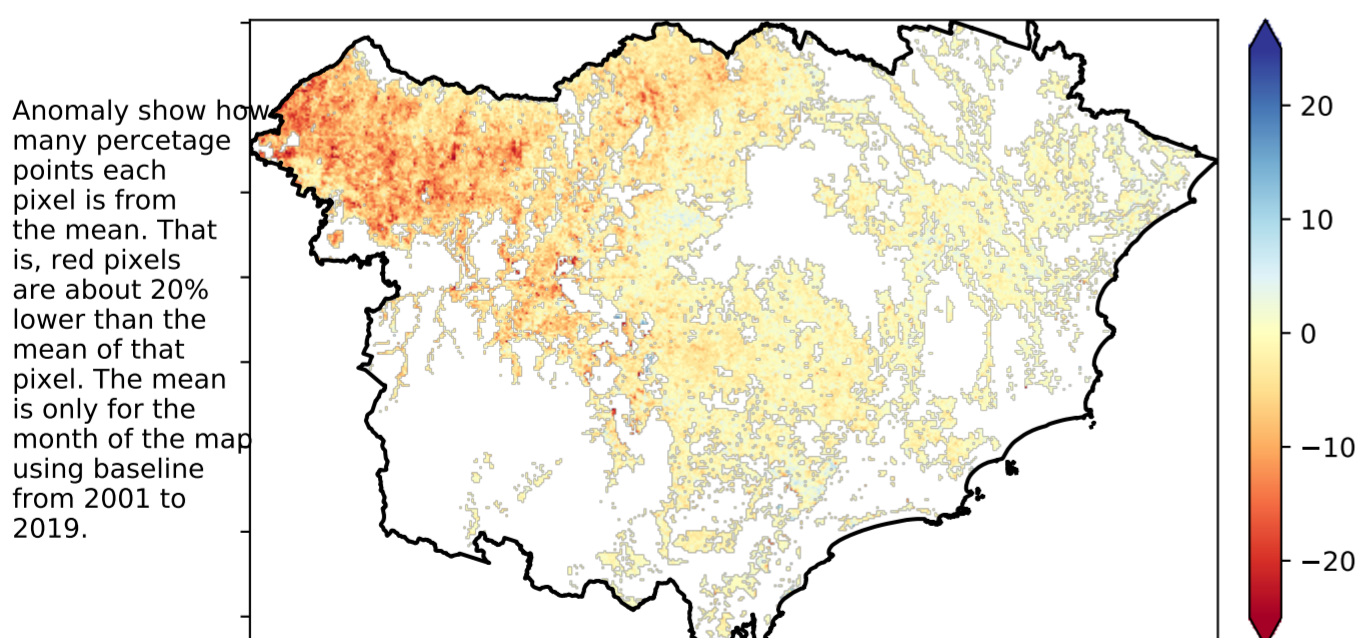 Anomaly show how
many percetage
points each
pixel is from
the mean. That
is, red pixels
are about 20%
lower than the
mean of that
pixel. The mean
is only for the
month of the map
using baseline
from 2001 to
2019.
20
10
0
−10
−20